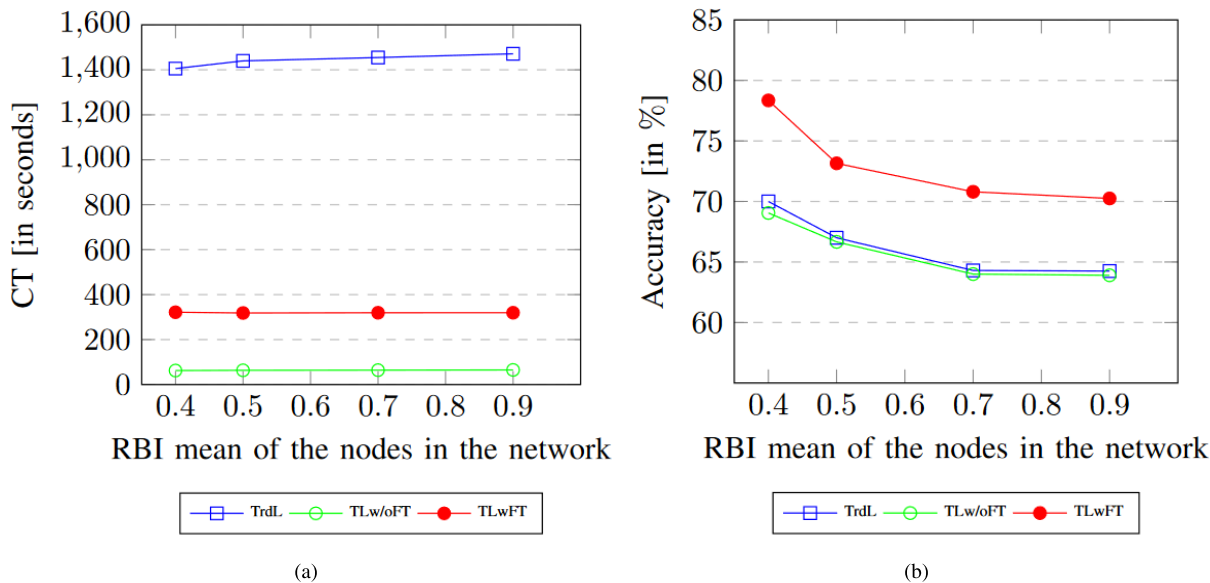 1,600
1,400
1,200
1,000
800
600
400
200
0
CT [in seconds]
0.4 0.5 0.6 0.7 0.8 0.9
RBI mean of the nodes in the network
TrdL TLw/oFT TLwFT
(a)
85
80
75
70
65
60
Accuracy [in %]
0.4 0.5 0.6 0.7 0.8 0.9
RBI mean of the nodes in the network
TrdL TLw/oFT TLwFT
(b)